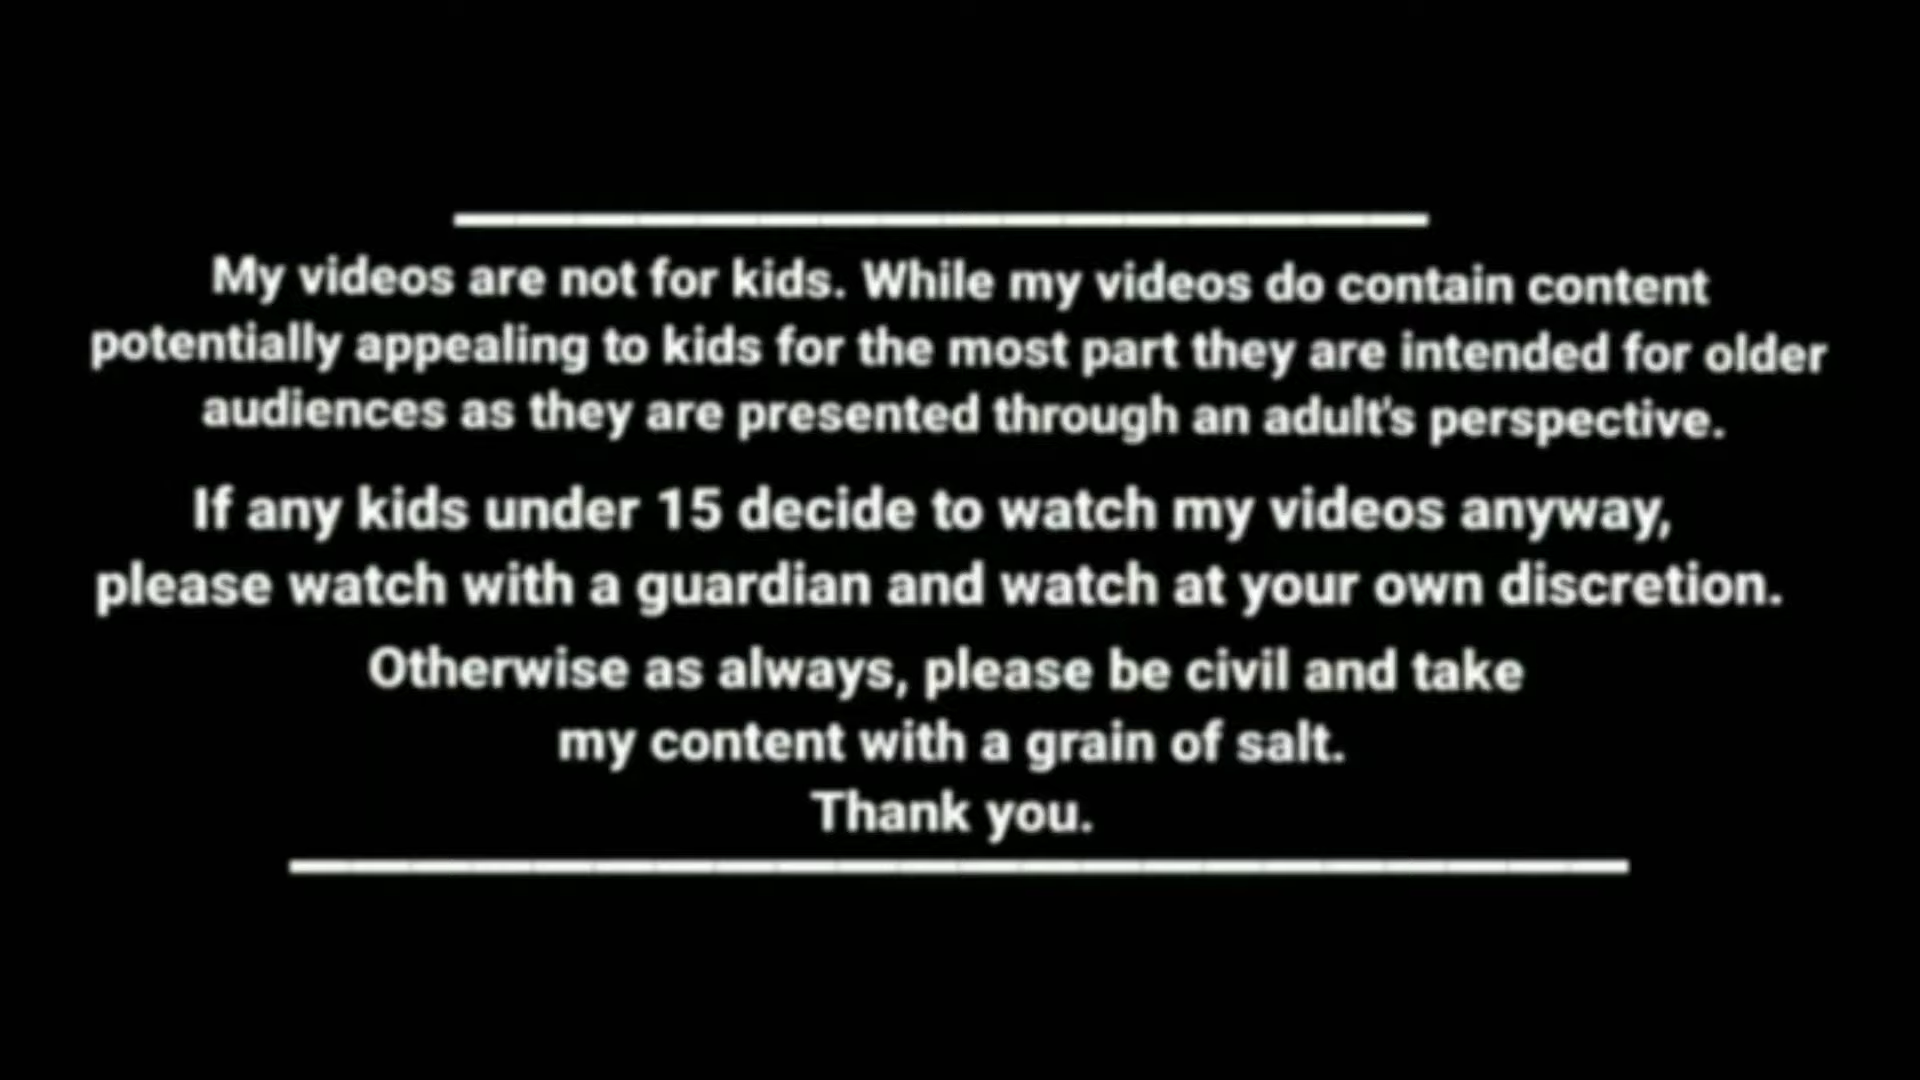 My videos are not for kids. While my videos do contain content
potentially appealing to kids for the most part they are intended for older
audiences as they are presented through an adult's perspective.
If any kids under 15 decide to watch my videos anyway,
please watch with a guardian and watch at your own discretion.
Otherwise as always, please be civil and take
my content with a grain of salt.
Thank you.